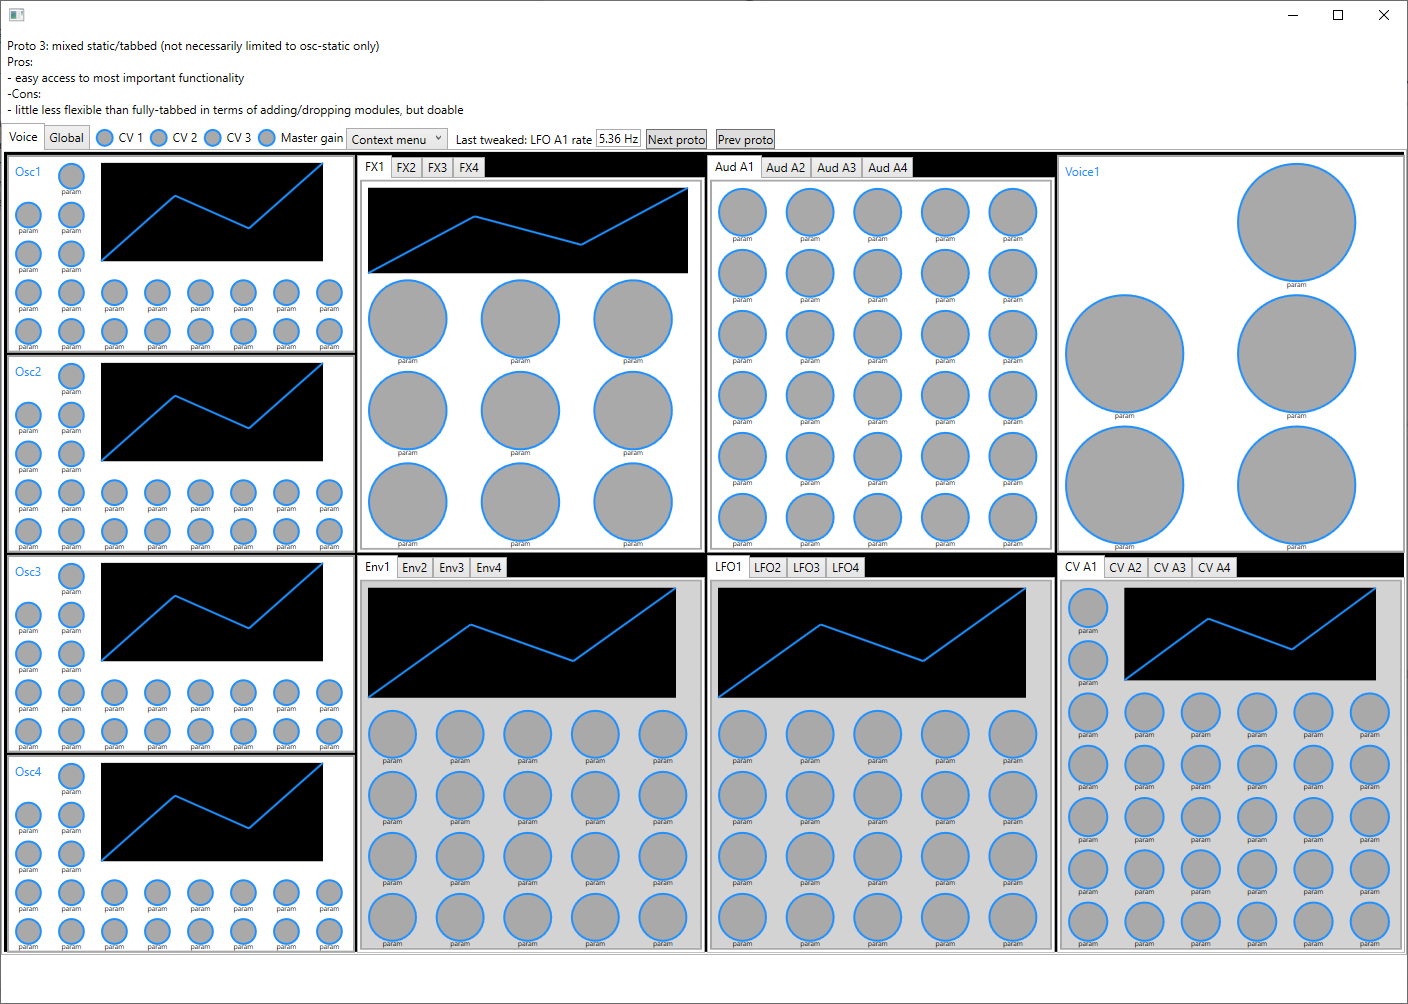 Proto 3: mixed static/tabbed (not necessarily limited to osc-static only)
Pros:
- easy access to most important functionality
-Cons:
- little less flexible than fully-tabbed in terms of adding/dropping modules, but doable
Voice Global CV 1 CV 2 CV 3 Master gain Context menu Last tweaked: LFO A1 rate 5.36 Hz Next proto Prev proto
Osc1
param
param param
param param
param param param param param param param param
param param param param param param param param
Osc2
param
param param
param param
param param param param param param param param
param param param param param param param param
Osc3
param
param param
param param
param param param param param param param param
param param param param param param param param
Osc4
param
param param
param param
param param param param param param param param
param param param param param param param param
FX1 FX2 FX3 FX4
param param param
param param param
param param param
Aud A1 Aud A2 Aud A3 Aud A4
param param param param param
param param param param param
param param param param param
param param param param param
param param param param param
param param param param param
Voice1
param
param param
param param
Env1 Env2 Env3 Env4
param param param param param
param param param param param
param param param param param
param param param param param
LFO1 LFO2 LFO3 LFO4
param param param param param
param param param param param
param param param param param
param param param param param
CV A1 CV A2 CV A3 CV A4
param
param
param param param param param param
param param param param param param
param param param param param param
param param param param param param
param param param param param param